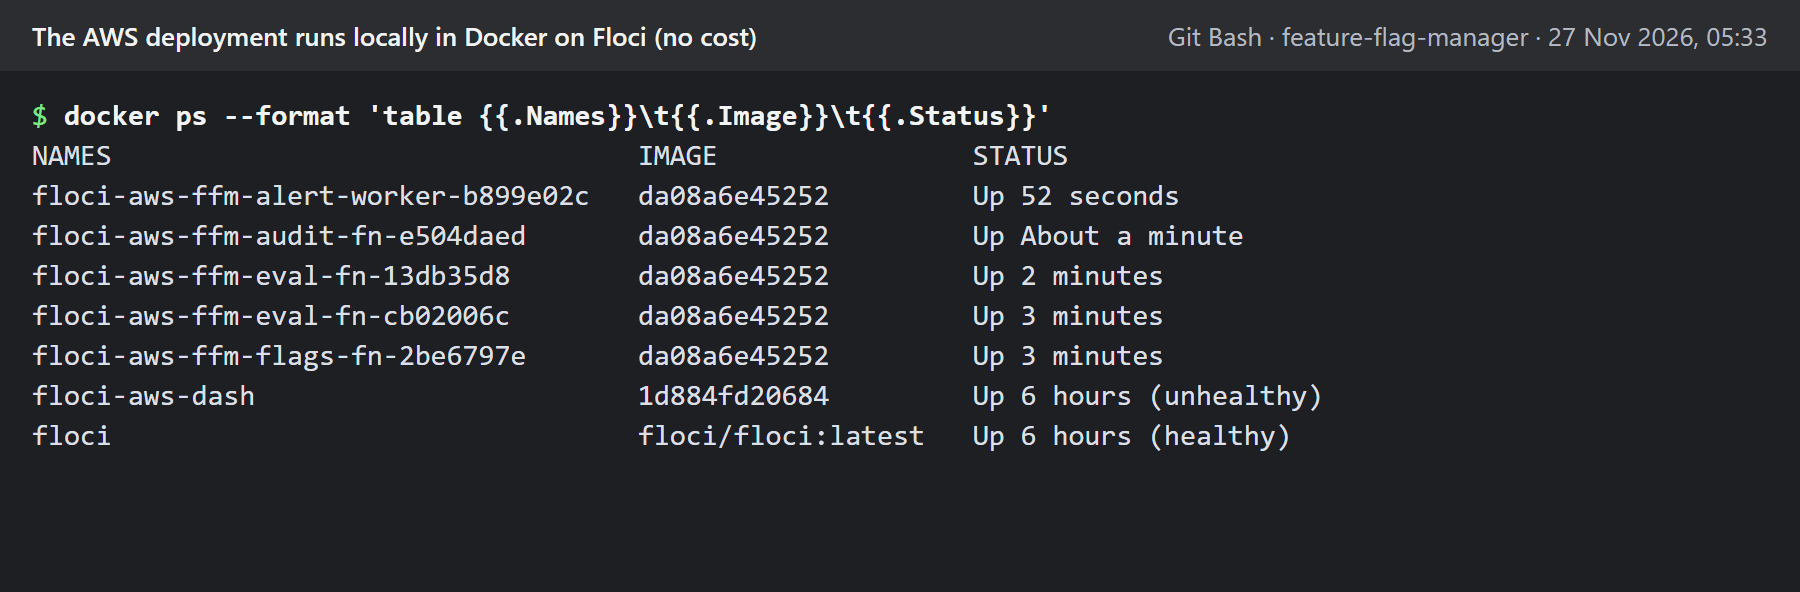 The AWS deployment runs locally in Docker on Floci (no cost)
Git Bash · feature-flag-manager · 27 Nov 2026, 05:33
$ docker ps --format 'table {{.Names}}\t{{.Image}}\t{{.Status}}'
NAMES IMAGE STATUS
floci-aws-ffm-alert-worker-b899e02c da08a6e45252 Up 52 seconds
floci-aws-ffm-audit-fn-e504daed da08a6e45252 Up About a minute
floci-aws-ffm-eval-fn-13db35d8 da08a6e45252 Up 2 minutes
floci-aws-ffm-eval-fn-cb02006c da08a6e45252 Up 3 minutes
floci-aws-ffm-flags-fn-2be6797e da08a6e45252 Up 3 minutes
floci-aws-dash 1d884fd20684 Up 6 hours (unhealthy)
floci floci/floci:latest Up 6 hours (healthy)